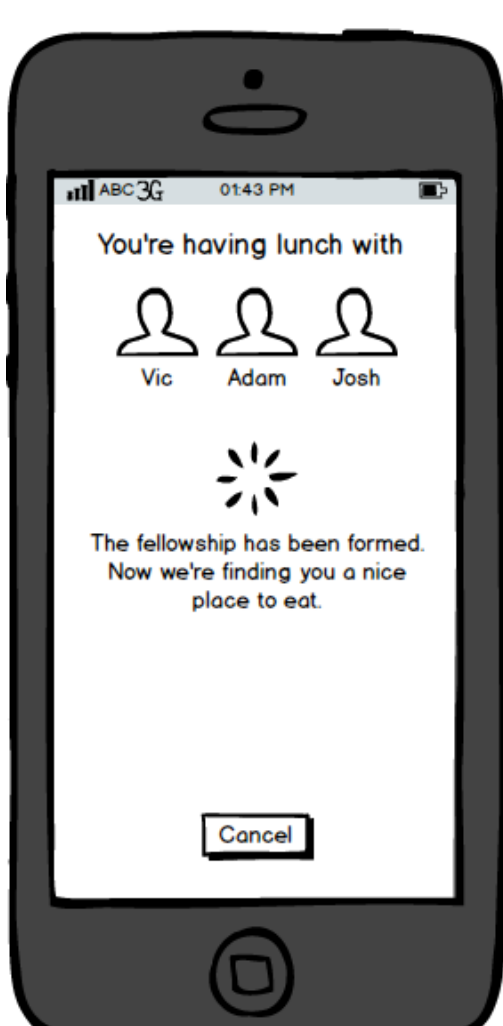 ABC 3G 01:43 PM
You're having lunch with
Vic Adam Josh
The fellowship has been formed.
Now we're finding you a nice
place to eat.
Cancel